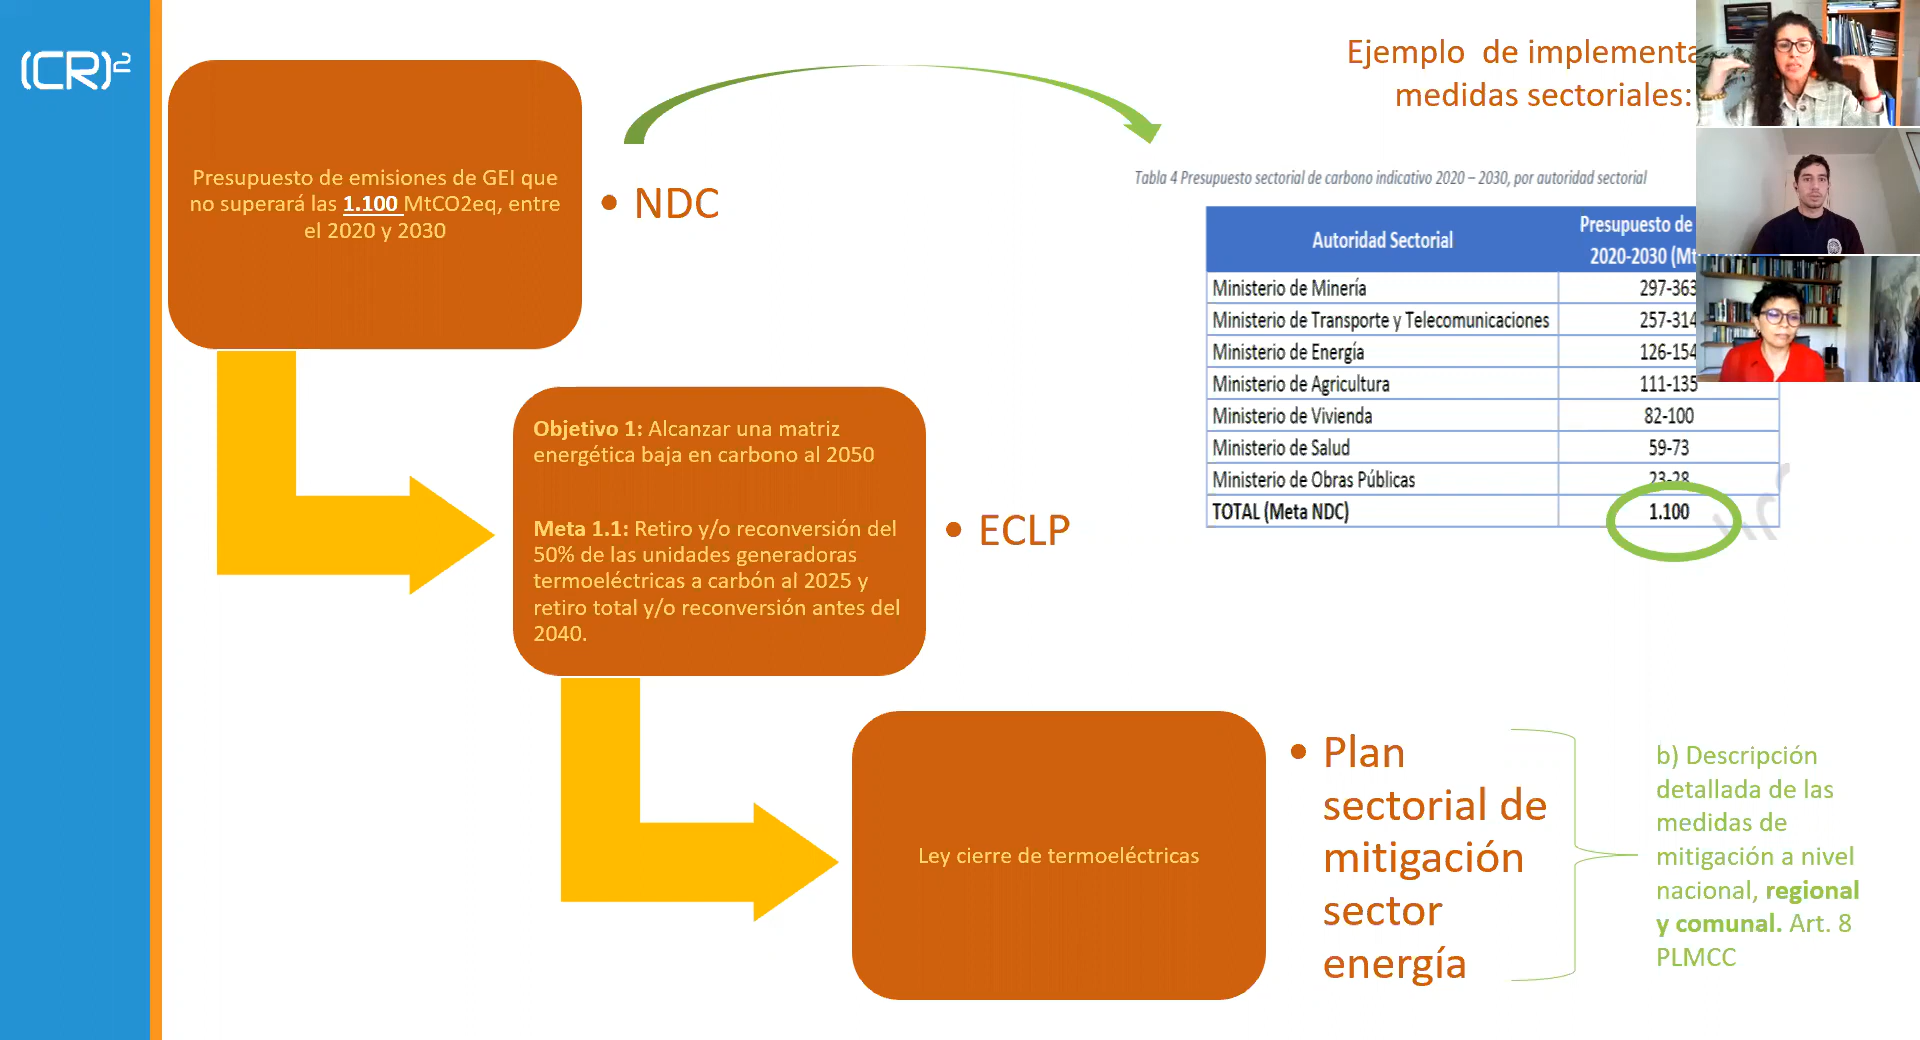 (CR)²
Ejemplo de
medidas sectoriales:
Presupuesto de emisiones de GEI que
no superará las 1.100 MtCO2eq, entre
el 2020 y 2030
• NDC
Tabla 4 Presupuesto sectorial de carbono indicativo 2020 – 2030, por autoridad sectorial
Autoridad Sectorial
Presupuesto de
2020-2030
Ministerio de Minería 297-363
Ministerio de Transporte y Telecomunicaciones 257-314
Ministerio de Energía 126-154
Ministerio de Agricultura 111-135
Ministerio de Vivienda 82-100
Ministerio de Salud 59-73
Ministerio de Obras Públicas 23-28
TOTAL (Meta NDC) 1.100
Objetivo 1: Alcanzar una matriz
energética baja en carbono al 2050
Meta 1.1: Retiro y/o reconversión del
50% de las unidades generadoras
termoeléctricas a carbón al 2025 y
retiro total y/o reconversión antes del
2040.
• ECLP
Ley cierre de termoeléctricas
• Plan
sectorial de
mitigación
sector
energía
b) Descripción
detallada de las
medidas de
mitigación a nivel
nacional, regional
y comunal. Art. 8
PLMCC